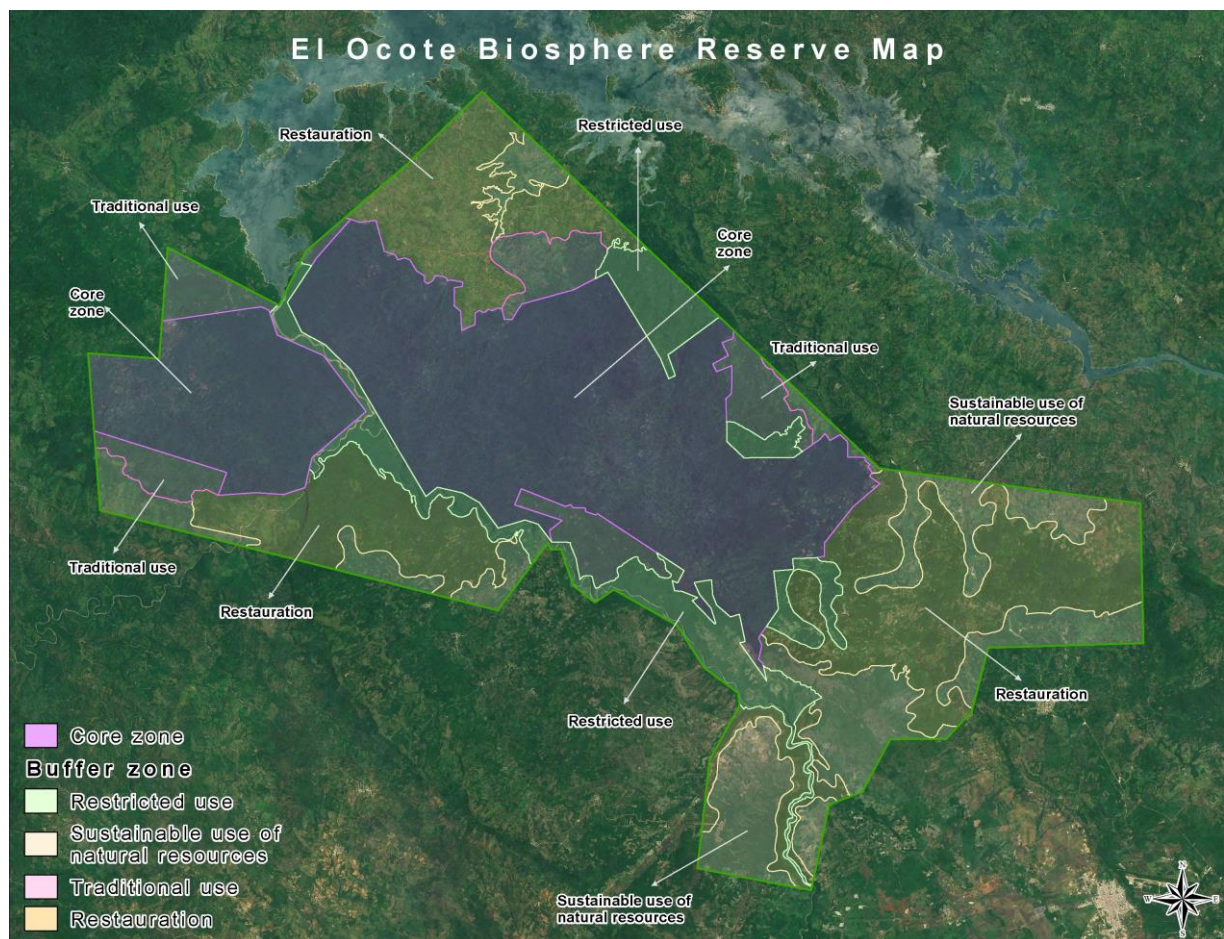 El Ocote Biosphere Reserve Map
Restauration
Restricted use
Traditional use
Core
zone
Core
zone
Traditional use
Sustainable use of
natural resources
Traditional use
Restauration
Restauration
Restricted use
Sustainable use of
natural resources
Core zone
Buffer zone
Restricted use
Sustainable use of
natural resources
Traditional use
Restauration
N
W
E
S